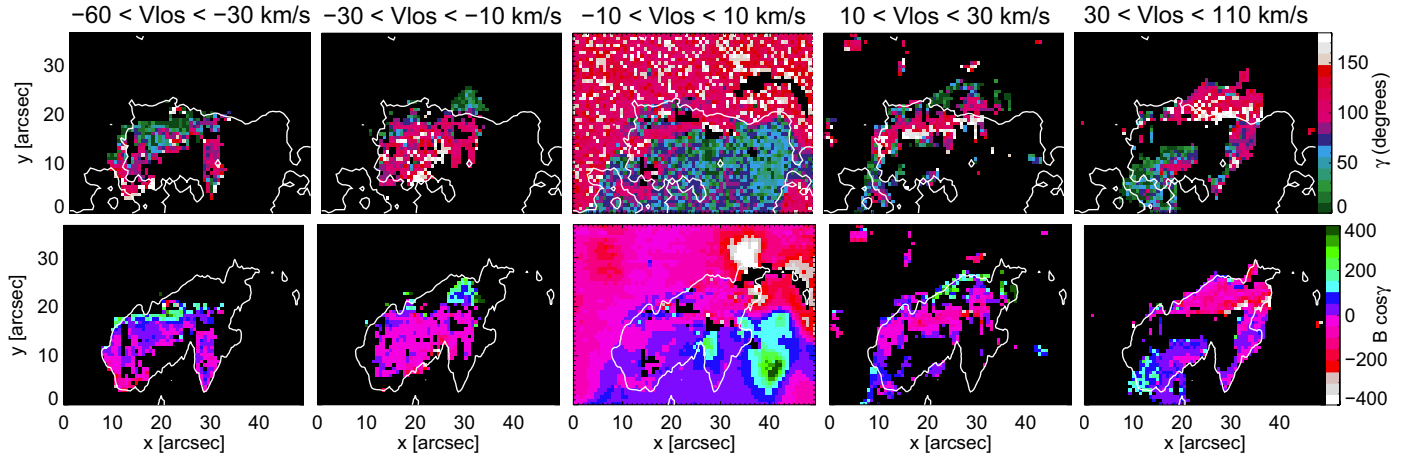 −60 < Vlos < −30 km/s −30 < Vlos < −10 km/s −10 < Vlos < 10 km/s 10 < Vlos < 30 km/s 30 < Vlos < 110 km/s
y [arcsec]
30
20
10
0
150
100
50
0
γ (degrees)
y [arcsec]
30
20
10
0
400
200
0
−200
−400
B cosγ
0 10 20 30 40 0 10 20 30 40 0 10 20 30 40 50 0 10 20 30 40 0 10 20 30 40
x [arcsec] x [arcsec] x [arcsec] x [arcsec] x [arcsec]